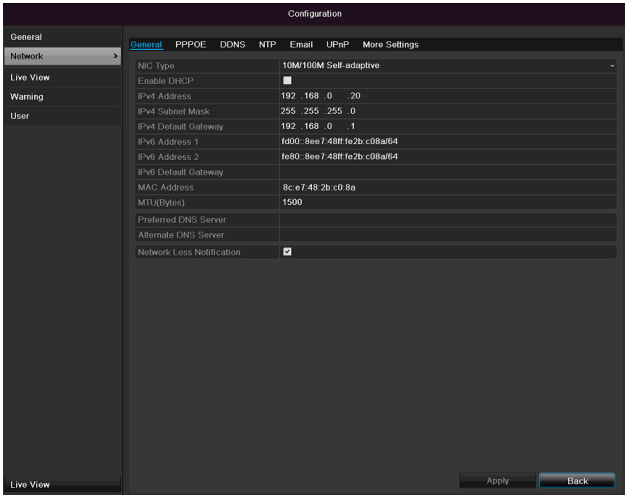 Configuration
General
Network
Live View
Warning
User
General PPPOE DDNS NTP Email UPnP More Settings
NIC Type 10M/100M Self-adaptive
Enable DHCP
IPv4 Address 192 .168 .0 .20
IPv4 Subnet Mask 255 .255 .255 .0
IPv4 Default Gateway 192 .168 .0 .1
IPv6 Address 1 fd00::8ee7:48ff:fe2b:c08a/64
IPv6 Address 2 fe80::8ee7:48ff:fe2b:c08a/64
IPv6 Default Gateway
MAC Address 8c:e7:48:2b:c0:8a
MTU(Bytes) 1500
Preferred DNS Server
Alternate DNS Server
Network Loss Notification
Live View
Apply Back